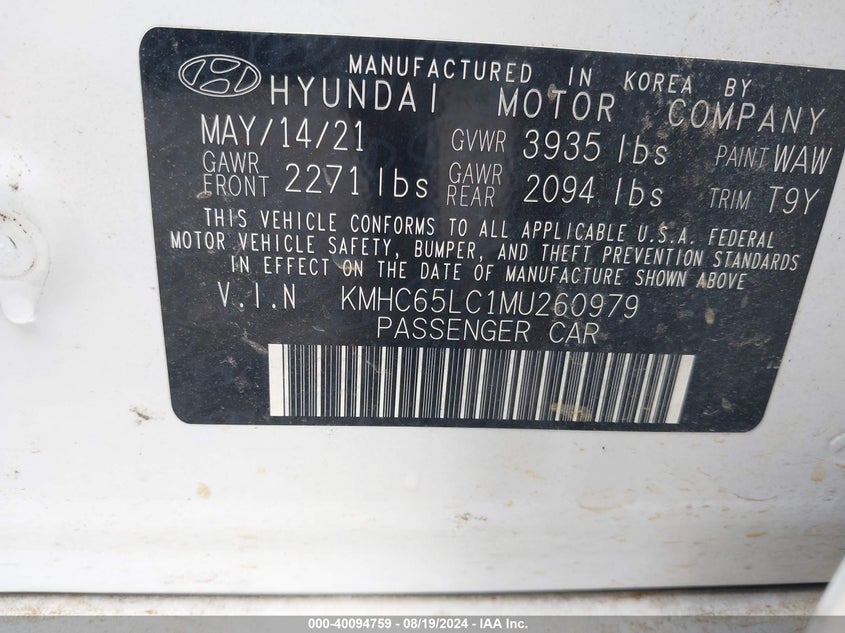 MANUFACTURED IN KOREA BY
HYUNDAI MOTOR COMPANY
MAY/14/21 GVWR 3935 lbs PAINT WAW
GAWR FRONT 2271 lbs GAWR REAR 2094 lbs TRIM T9Y
THIS VEHICLE CONFORMS TO ALL APPLICABLE U.S.A. FEDERAL
MOTOR VEHICLE SAFETY, BUMPER, AND THEFT PREVENTION STANDARDS
IN EFFECT ON THE DATE OF MANUFACTURE SHOWN ABOVE
V.I.N KMHC65LC1MU260979
PASSENGER CAR
000-40094759 - 08/19/2024 - IAA Inc.